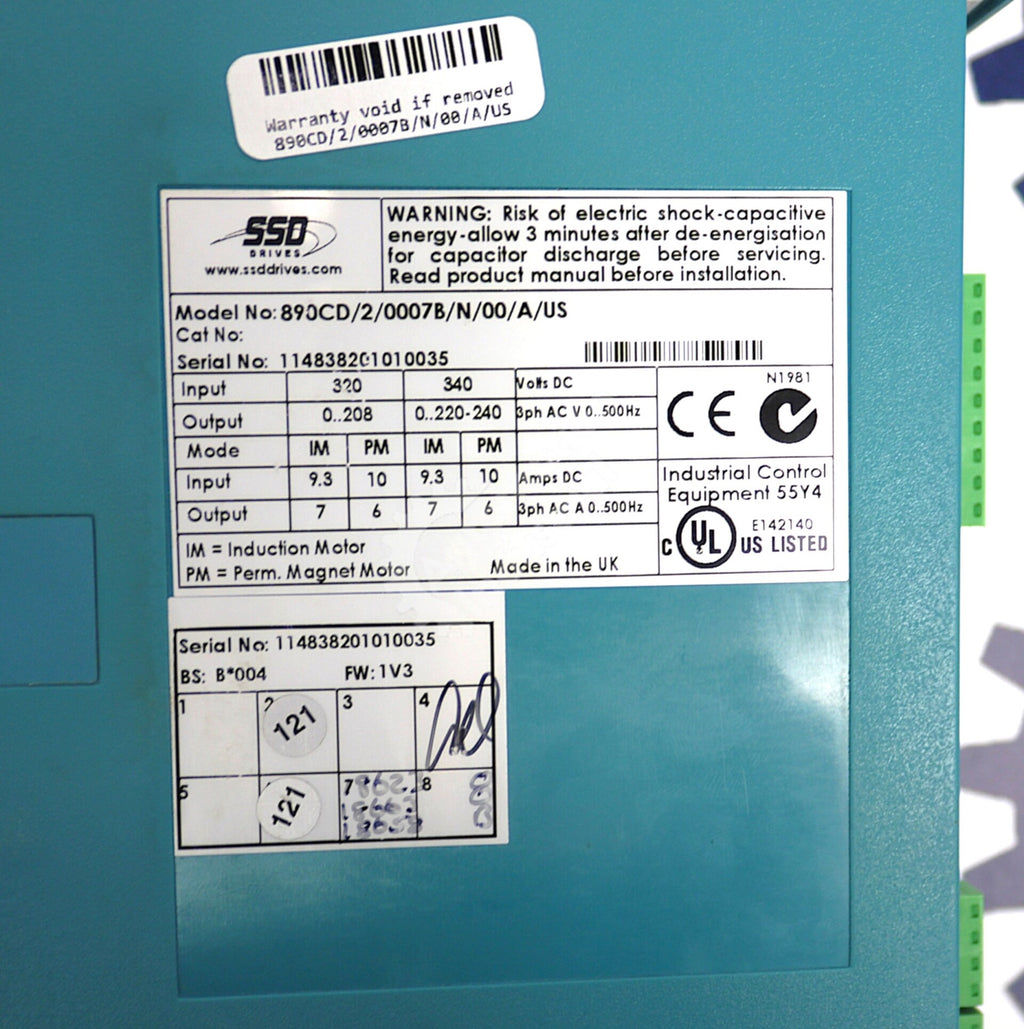 Warranty void if removed
890CD/2/0007B/N/00/A/US
SSD
DRIVES
www.ssddrives.com
WARNING: Risk of electric shock-capacitive
energy-allow 3 minutes after de-energisation
for capacitor discharge before servicing.
Read product manual before installation.
Model No: 890CD/2/0007B/N/00/A/US
Cat No:
Serial No: 114838201010035
Input 320 340 Volts DC
Output 0..208 0..220-240 3ph AC V 0..500Hz
Mode IM PM IM PM
Input 9.3 10 9.3 10 Amps DC
Output 7 6 7 6 3ph AC A 0..500Hz
IM = Induction Motor
PM = Perm. Magnet Motor
Made in the UK
CE
N1981
Industrial Control
Equipment 55Y4
C UL US LISTED
E142140
Serial No: 114838201010035
BS: B*004 FW: 1V3
1 2 121 3 4
5 121 7 8